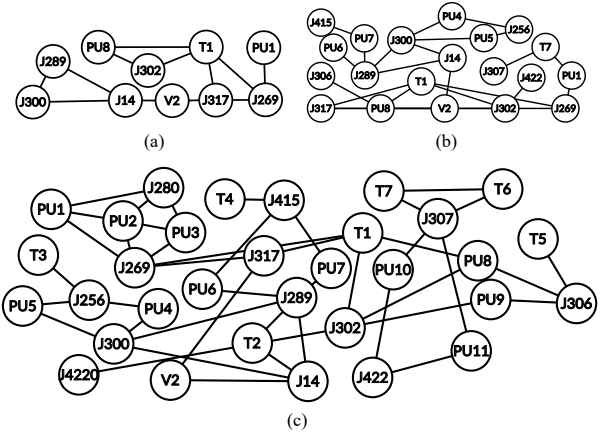 J289 PU8 T1 PU1
J302
J300 J14 V2 J317 J269
(a)
J415 PU4 J256
PU6 PU7 J300 PU5 T7
J306 J289 J14 J307 J422 PU1
T1
J317 PU8 V2 J302 J269
(b)
J280 T4 J415 T7 T6
PU1 PU2 PU3 J307 T5
T3 J269 J317 T1 PU10 PU8
PU5 J256 PU4 PU6 J289 PU7 PU9 J306
J300 T2 J302 PU11
J4220 V2 J14 J422
(c)